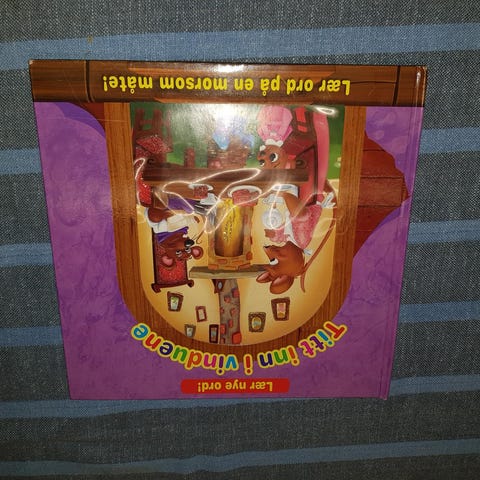 Lær nye ord!
Titt inn i vinduene
Lær ord på en morsom måte!